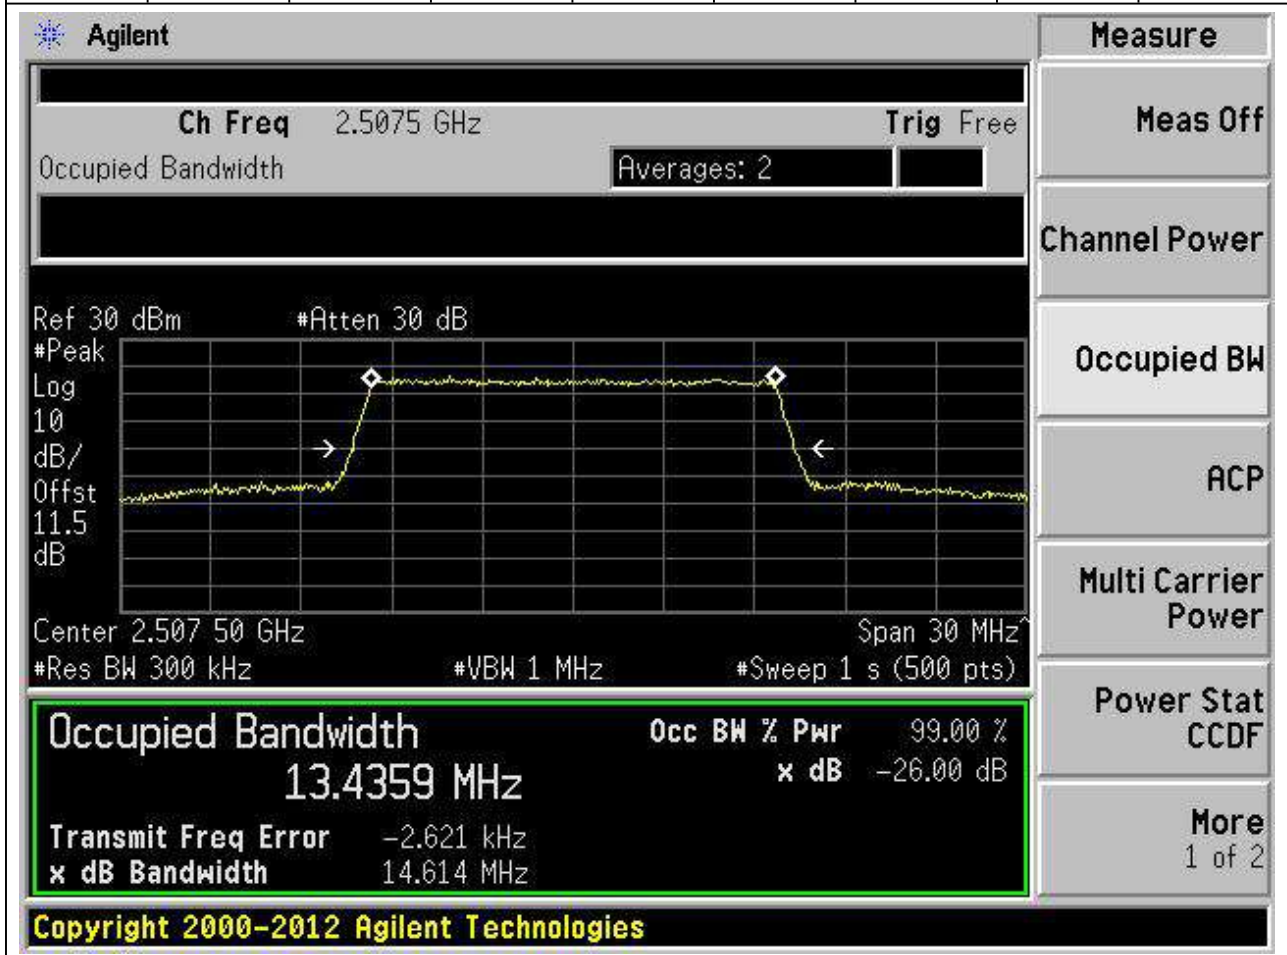 Agilent
Measure
Ch Freq 2.5075 GHz Trig Free
Meas Off
Occupied Bandwidth Averages: 2
Channel Power
Ref 30 dBm #Atten 30 dB
#Peak
Log
10
dB/
Offst
11.5
dB
Occupied BW
ACP
Center 2.507 50 GHz Span 30 MHz^
#Res BW 300 kHz #VBW 1 MHz #Sweep 1 s (500 pts)
Multi Carrier
Power
Occupied Bandwidth Occ BW % Pwr 99.00 %
13.4359 MHz x dB -26.00 dB
Power Stat
CCDF
Transmit Freq Error -2.621 kHz
x dB Bandwidth 14.614 MHz
More
1 of 2
Copyright 2000-2012 Agilent Technologies